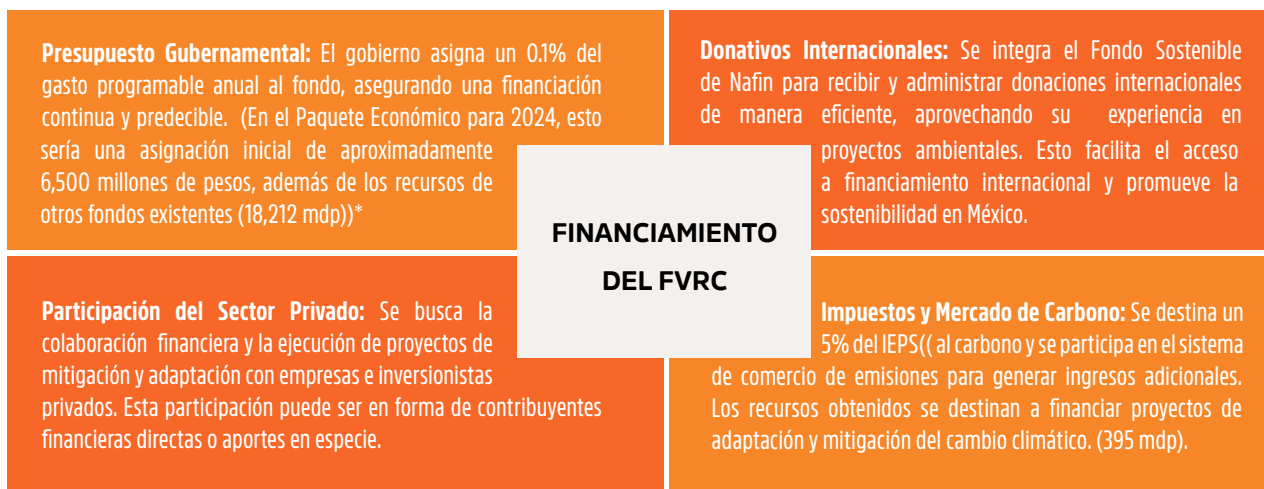 Presupuesto Gubernamental: El gobierno asigna un 0.1% del
gasto programable anual al fondo, asegurando una financiación
continua y predecible. (En el Paquete Económico para 2024, esto
sería una asignación inicial de aproximadamente
6,500 millones de pesos, además de los recursos de
otros fondos existentes (18,212 mdp))*
Donativos Internacionales: Se integra el Fondo Sostenible
de Nafin para recibir y administrar donaciones internacionales
de manera eficiente, aprovechando su experiencia en
proyectos ambientales. Esto facilita el acceso
a financiamiento internacional y promueve la
sostenibilidad en México.
FINANCIAMIENTO
DEL FVRC
Participación del Sector Privado: Se busca la
colaboración financiera y la ejecución de proyectos de
mitigación y adaptación con empresas e inversionistas
privados. Esta participación puede ser en forma de contribuyentes
financieras directas o aportes en especie.
Impuestos y Mercado de Carbono: Se destina un
5% del IEPS(( al carbono y se participa en el sistema
de comercio de emisiones para generar ingresos adicionales.
Los recursos obtenidos se destinan a financiar proyectos de
adaptación y mitigación del cambio climático. (395 mdp).